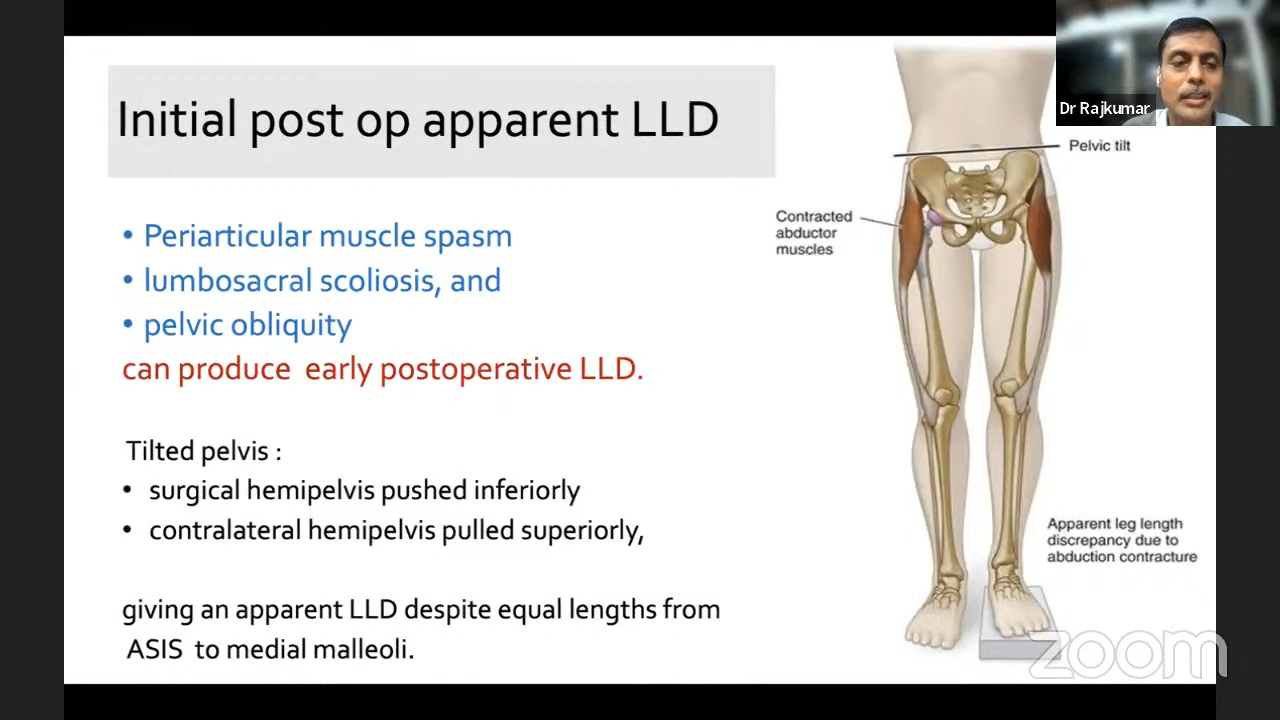 Initial post op apparent LLD
• Periarticular muscle spasm
• lumbosacral scoliosis, and
• pelvic obliquity
can produce  early postoperative LLD.
Tilted pelvis :
• surgical hemipelvis pushed inferiorly
• contralateral hemipelvis pulled superiorly,
giving an apparent LLD despite equal lengths from
ASIS  to medial malleoli.
Dr Rajkumar
Pelvic tilt
Contracted
abductor
muscles
Apparent leg length
discrepancy due to
abduction contracture
zoom